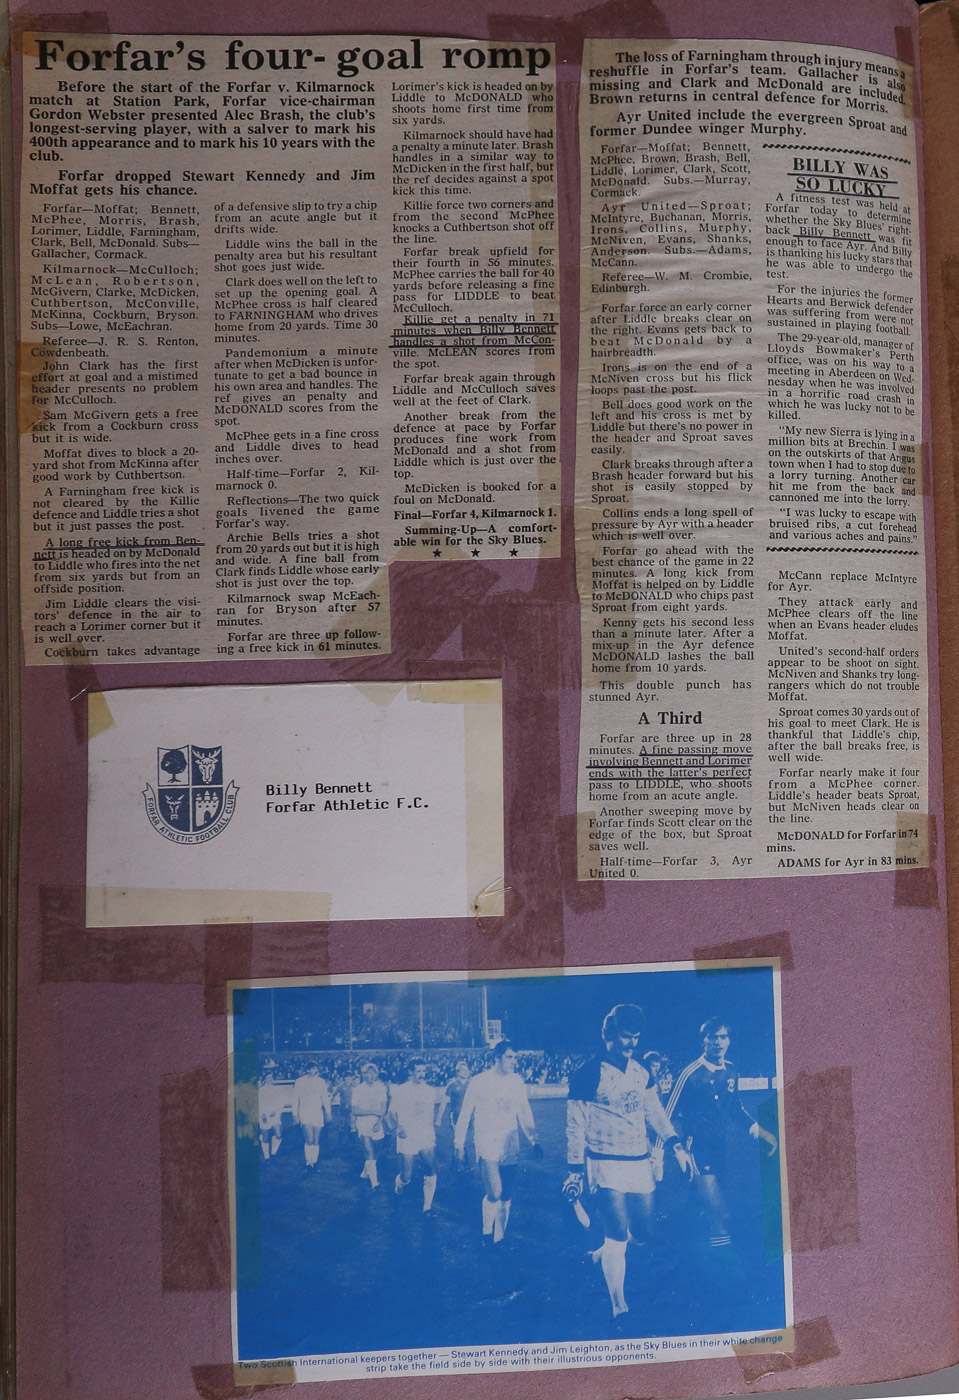 Forfar's four-goal romp
Before the start of the Forfar v. Kilmarnock
match at Station Park, Forfar vice-chairman
Gordon Webster presented Alec Brash, the club's
longest-serving player, with a salver to mark his
400th appearance and to mark his 10 years with the
club.
Forfar dropped Stewart Kennedy and Jim
Moffat gets his chance.
Forfar—Moffat; Bennett,
McPhee, Morris, Brash,
Lorimer, Liddle, Farningham,
Clark, Bell, McDonald. Subs—
Gallacher, Cormack.
Kilmarnock—McCulloch;
McLean, Robertson,
McGivern, Clarke, McDicken,
Cuthbertson, McConville,
McKinna, Cockburn, Bryson.
Subs—Lowe, McEachran.
Referee—J. R. S. Renton,
Cowdenbeath.
John Clark has the first
effort at goal and a mistimed
header presents no problem
for McCulloch.
Sam McGivern gets a free
kick from a Cockburn cross
but it is wide.
Moffat dives to block a 20-
yard shot from McKinna after
good work by Cuthbertson.
A Farningham free kick is
not cleared by the Killie
defence and Liddle tries a shot
but it just passes the post.
A long free kick from Ben-
nett is headed on by McDonald
to Liddle who fires into the net
from six yards but from an
offside position.
Jim Liddle clears the visi-
tors' defence in the air to
reach a Lorimer corner but it
is well over.
Cockburn takes advantage
of a defensive slip to try a chip
from an acute angle but it
drifts wide.
Liddle wins the ball in the
penalty area but his resultant
shot goes just wide.
Clark does well on the left to
set up the opening goal. A
McPhee cross is half cleared
to FARNINGHAM who drives
home from 20 yards. Time 30
minutes.
Pandemonium a minute
after when McDicken is unfor-
tunate to get a bad bounce in
his own area and handles. The
ref gives an penalty and
McDONALD scores from the
spot.
McPhee gets in a fine cross
and Liddle dives to head
inches over.
Half-time—Forfar 2, Kil-
marnock 0.
Reflections—The two quick
goals livened the game
Forfar's way.
Archie Bells tries a shot
from 20 yards out but it is high
and wide. A fine ball from
Clark finds Liddle whose early
shot is just over the top.
Kilmarnock swap McEach-
ran for Bryson after 57
minutes.
Forfar are three up follow-
ing a free kick in 61 minutes.
Lorimer's kick is headed on by
Liddle to McDONALD who
shoots home first time from
six yards.
Kilmarnock should have had
a penalty a minute later. Brash
handles in a similar way to
McDicken in the first half, but
the ref decides against a spot
kick this time.
Killie force two corners and
from the second McPhee
knocks a Cuthbertson shot off
the line.
Forfar break upfield for
their fourth in 56 minutes.
McPhee carries the ball for 40
yards before releasing a fine
pass for LIDDLE to beat
McCulloch.
Killie get a penalty in 71
minutes when Billy Bennett
handles a shot from McCon-
ville. McLEAN scores from
the spot.
Forfar break again through
Liddle and McCulloch saves
well at the feet of Clark.
Another break from the
defence at pace by Forfar
produces fine work from
McDonald and a shot from
Liddle which is just over the
top.
McDicken is booked for a
foul on McDonald.
Final—Forfar 4, Kilmarnock 1.
Summing-Up—A comfort-
able win for the Sky Blues.
★ ★ ★
The loss of Farningham through injury means a
reshuffle in Forfar's team. Gallacher is also
missing and Clark and McDonald are included.
Brown returns in central defence for Morris.
Ayr United include the evergreen Sproat and
former Dundee winger Murphy.
Forfar—Moffat; Bennett,
McPhee, Brown, Brash, Bell,
Liddle, Lorimer, Clark, Scott,
McDonald. Subs.—Murray,
Cormack.
Ayr United—Sproat;
McIntyre, Buchanan, Morris,
Irons, Collins, Murphy,
McNiven, Evans, Shanks,
Anderson. Subs.—Adams,
McCann.
Referee—W. M. Crombie,
Edinburgh.
Forfar force an early corner
after Liddle breaks clear on
the right. Evans gets back to
beat McDonald by a
hairbreadth.
Irons is on the end of a
McNiven cross but his flick
loops past the post.
Bell does good work on the
left and his cross is met by
Liddle but there's no power in
the header and Sproat saves
easily.
Clark breaks through after a
Brash header forward but his
shot is easily stopped by
Sproat.
Collins ends a long spell of
pressure by Ayr with a header
which is well over.
Forfar go ahead with the
best chance of the game in 22
minutes. A long kick from
Moffat is helped on by Liddle
to McDONALD who chips past
Sproat from eight yards.
Kenny gets his second less
than a minute later. After a
mix-up in the Ayr defence
McDONALD lashes the ball
home from 10 yards.
This double punch has
stunned Ayr.
A Third
Forfar are three up in 28
minutes. A fine passing move
involving Bennett and Lorimer
ends with the latter's perfect
pass to LIDDLE, who shoots
home from an acute angle.
Another sweeping move by
Forfar finds Scott clear on the
edge of the box, but Sproat
saves well.
Half-time—Forfar 3, Ayr
United 0.
BILLY WAS
SO LUCKY
A fitness test was held at
Forfar today to determine
whether the Sky Blues' right-
back Billy Bennett was fit
enough to face Ayr. And Billy
is thanking his lucky stars that
he was able to undergo the
test.
For the injuries the former
Hearts and Berwick defender
was suffering from were not
sustained in playing football.
The 29-year-old, manager of
Lloyds Bowmaker's Perth
office, was on his way to a
meeting in Aberdeen on Wed-
nesday when he was involved
in a horrific road crash in
which he was lucky not to be
killed.
"My new Sierra is lying in a
million bits at Brechin. I was
on the outskirts of that Angus
town when I had to stop due to
a lorry turning. Another car
hit me from the back and
cannoned me into the lorry.
"I was lucky to escape with
bruised ribs, a cut forehead
and various aches and pains."
McCann replace McIntyre
for Ayr.
They attack early and
McPhee clears off the line
when an Evans header eludes
Moffat.
United's second-half orders
appear to be shoot on sight.
McNiven and Shanks try long-
rangers which do not trouble
Moffat.
Sproat comes 30 yards out of
his goal to meet Clark. He is
thankful that Liddle's chip,
after the ball breaks free, is
well wide.
Forfar nearly make it four
from a McPhee corner.
Liddle's header beats Sproat,
but McNiven heads clear on
the line.
McDONALD for Forfar in 74
mins.
ADAMS for Ayr in 83 mins.
FORFAR ATHLETIC FOOTBALL CLUB
Billy Bennett
Forfar Athletic F.C.
Two Scottish International keepers together — Stewart Kennedy and Jim Leighton, as the Sky Blues in their white change
strip take the field side by side with their illustrious opponents.